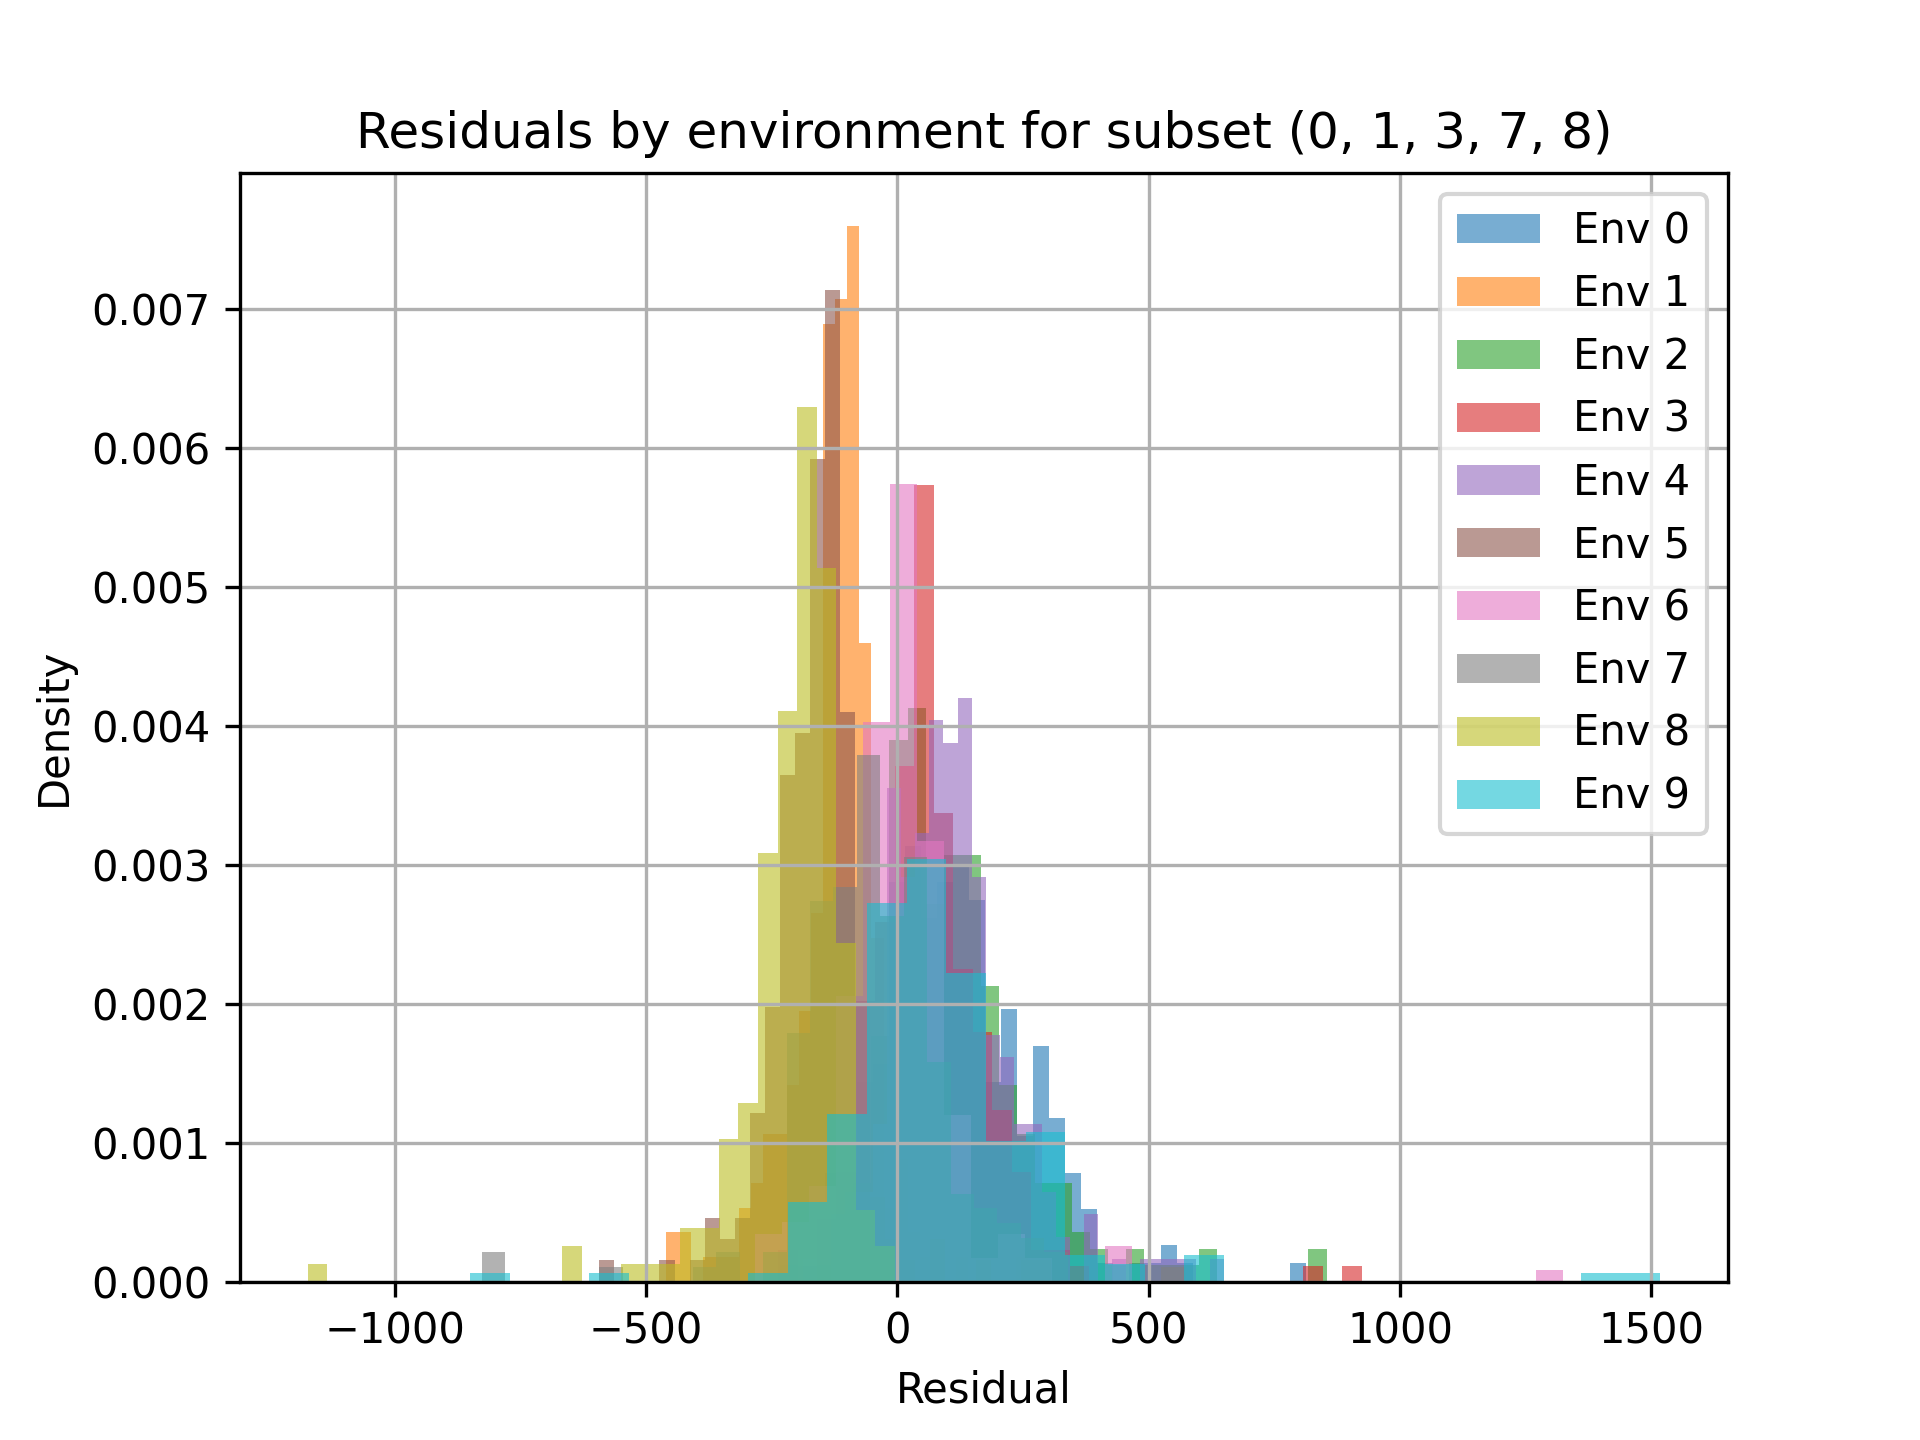 Residuals by environment for subset (0, 1, 3, 7, 8)
Density
0.007
0.006
0.005
0.004
0.003
0.002
0.001
0.000
−1000
−500
0
500
1000
1500
Residual
Env 0
Env 1
Env 2
Env 3
Env 4
Env 5
Env 6
Env 7
Env 8
Env 9